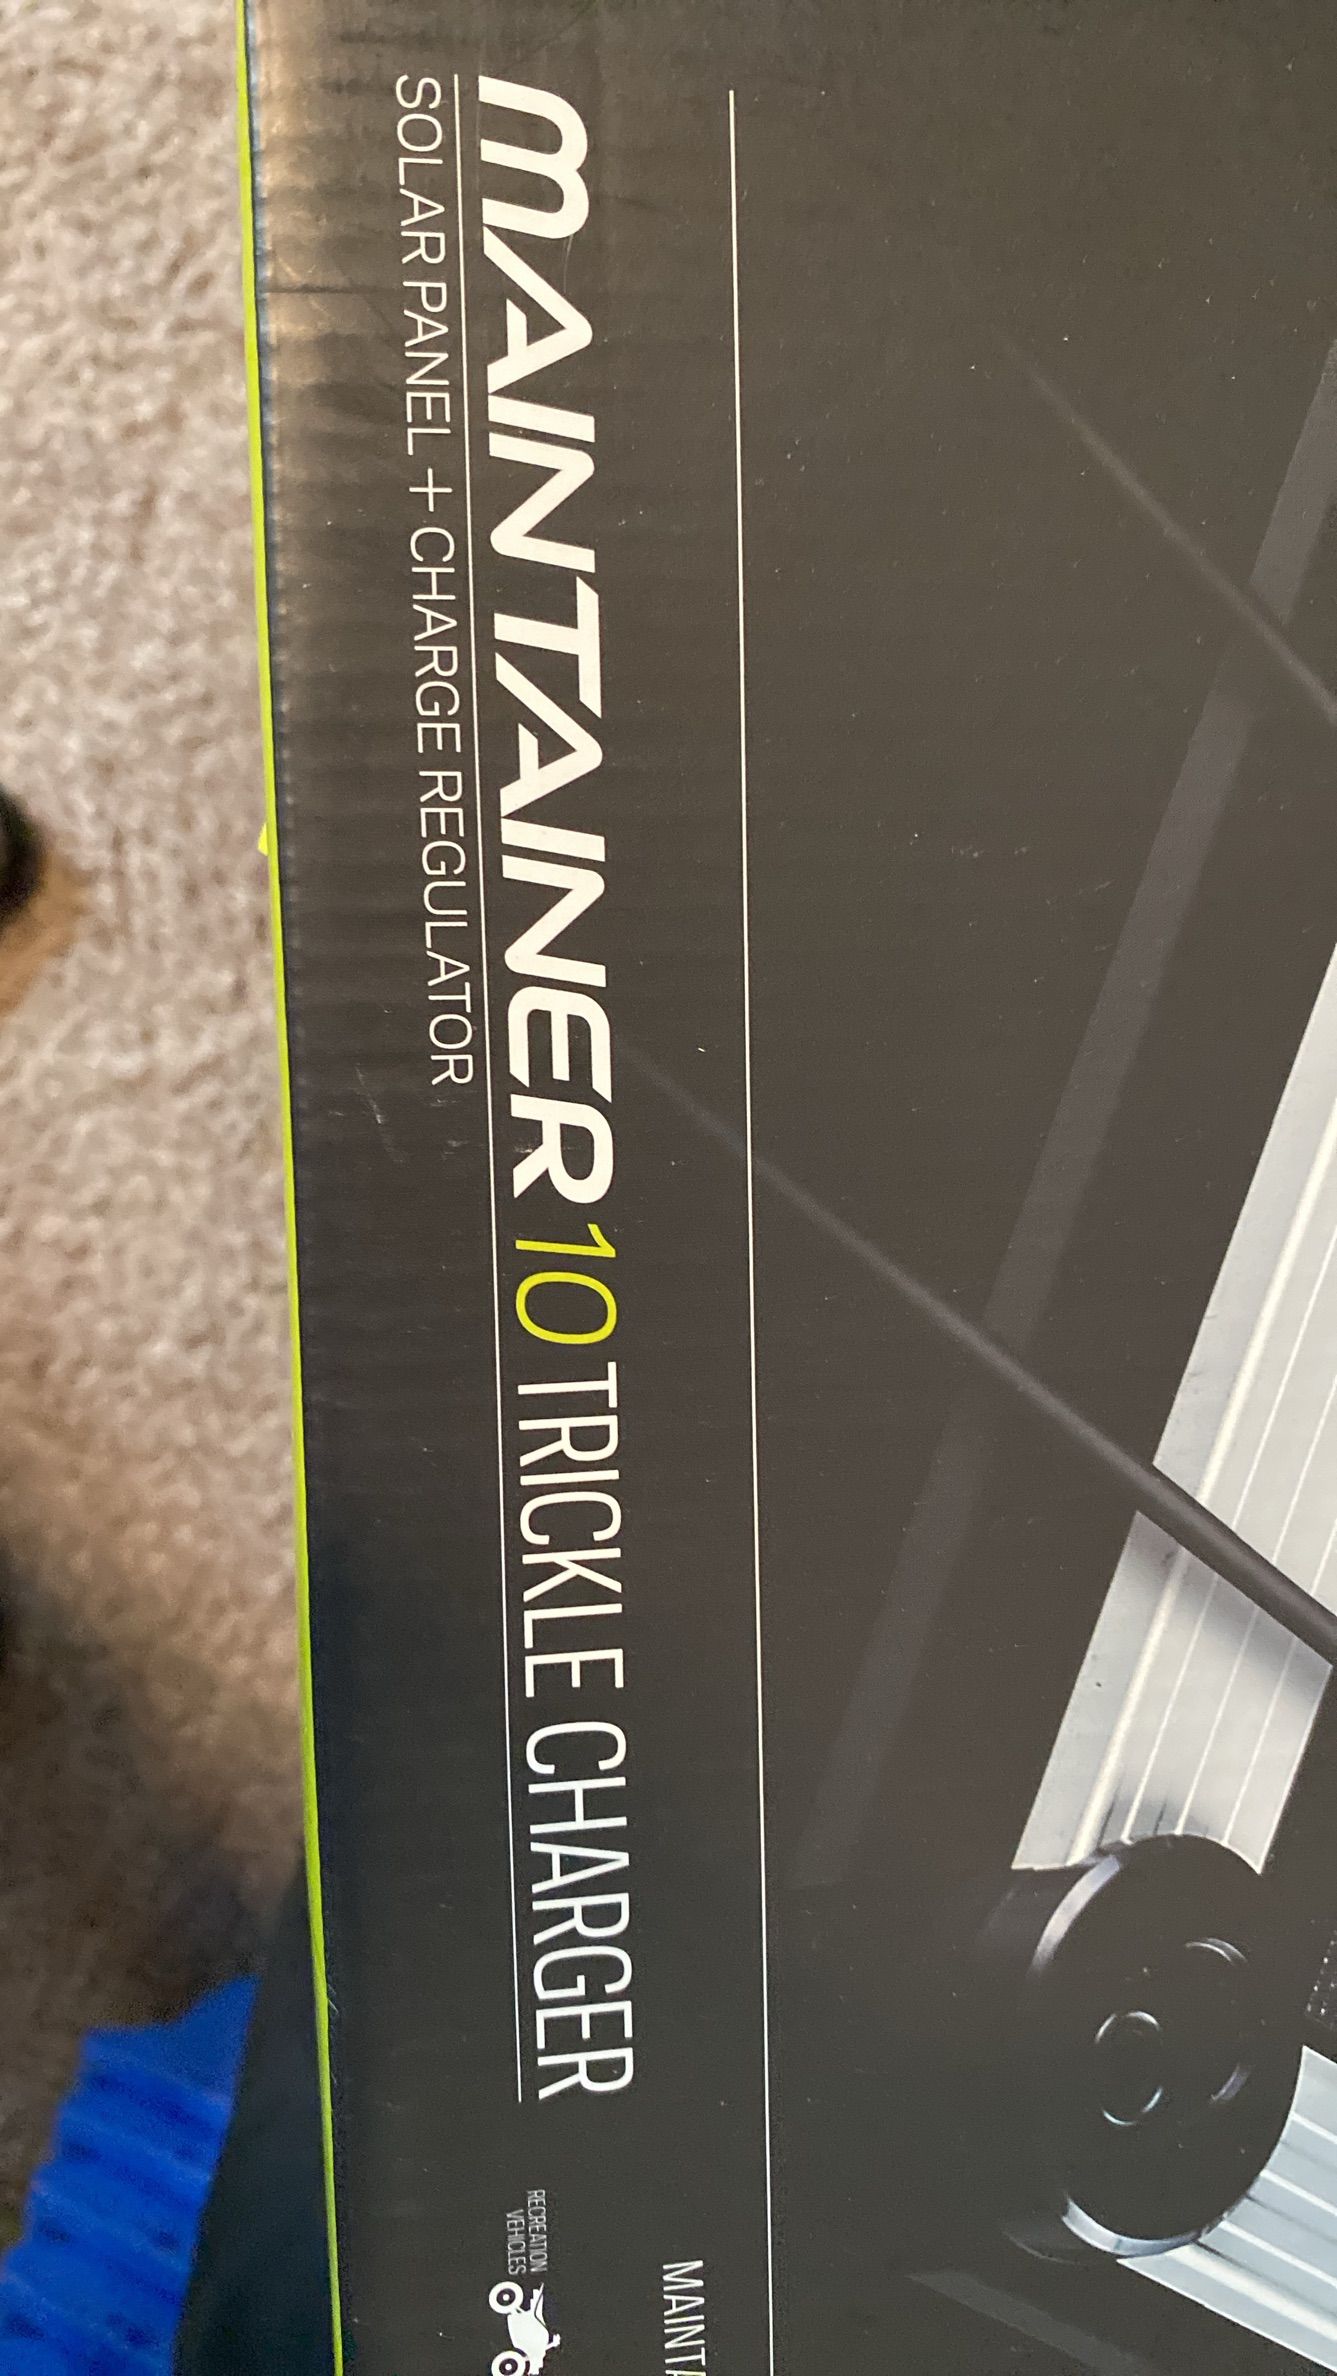 MAINTAINER 10 TRICKLE CHARGER
SOLAR PANEL + CHARGE REGULATOR
RECREATION
VEHICLES